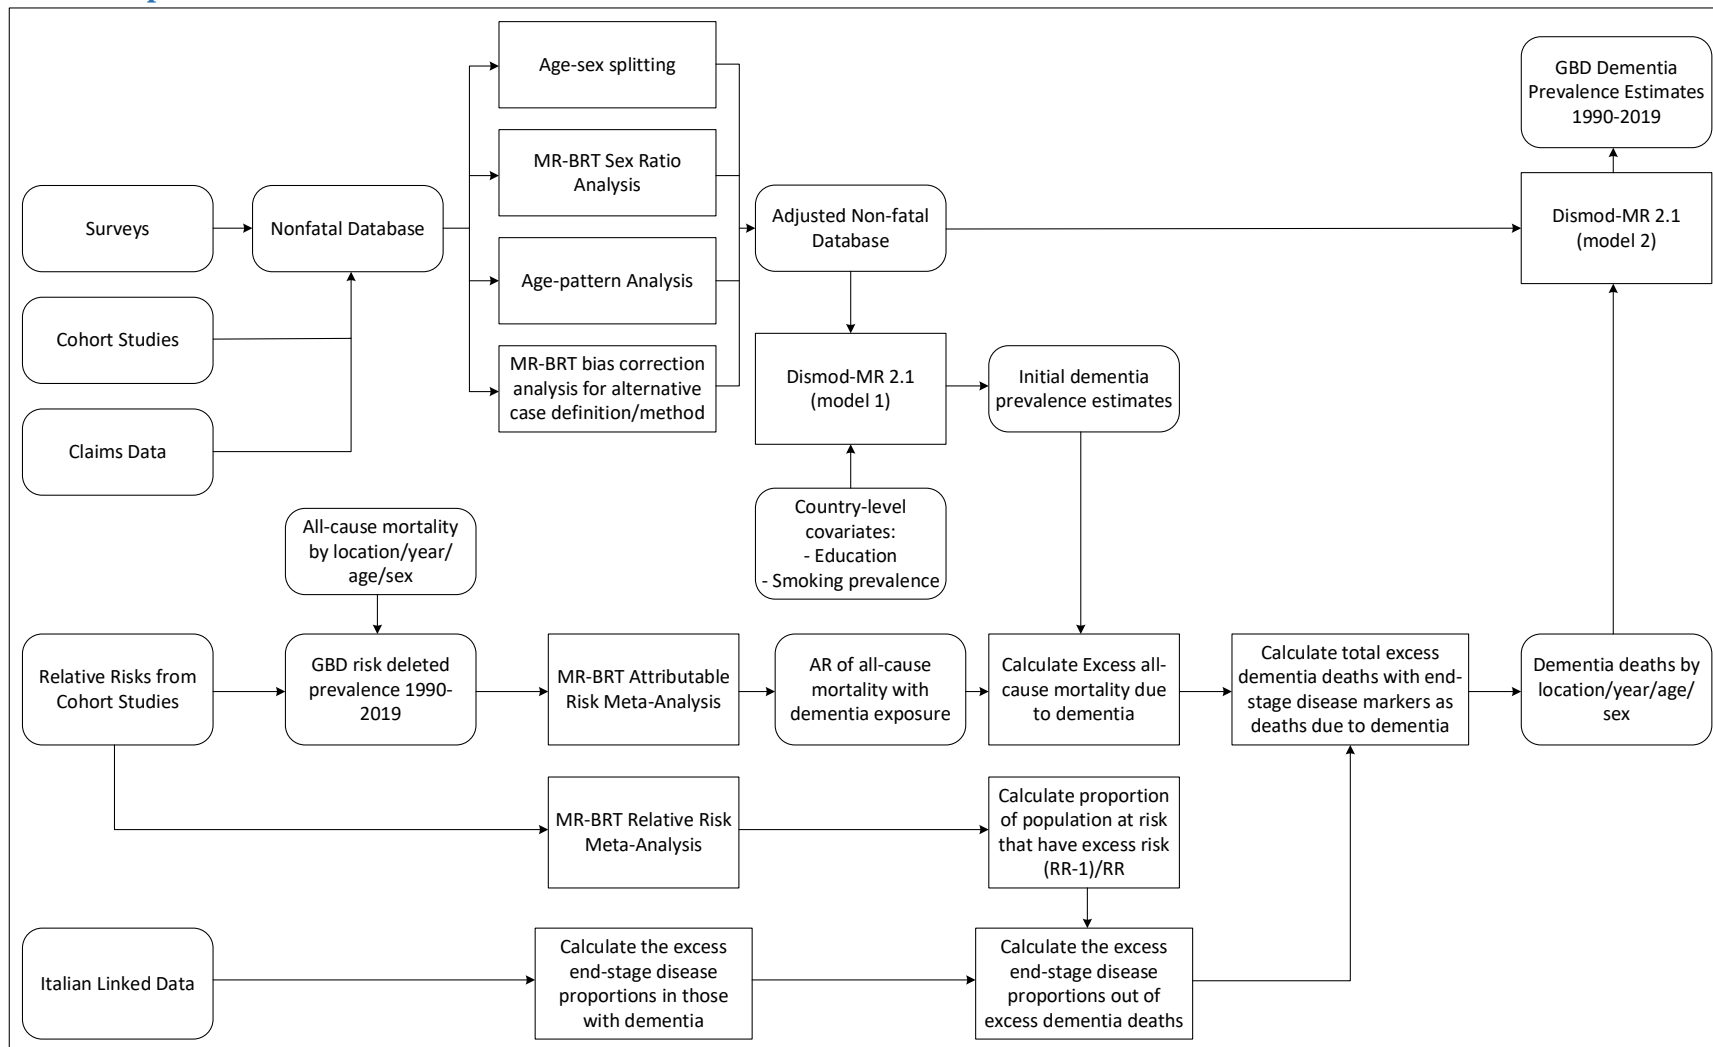 Age-sex splitting
GBD Dementia
Prevalence Estimates
1990-2019
MR-BRT Sex Ratio
Analysis
Surveys
Nonfatal Database
Adjusted Non-fatal
Database
Dismod-MR 2.1
(model 2)
Age-pattern Analysis
Cohort Studies
MR-BRT bias correction
analysis for alternative
case definition/method
Dismod-MR 2.1
(model 1)
Initial dementia
prevalence estimates
Claims Data
Country-level
covariates:
- Education
- Smoking prevalence
All-cause mortality
by location/year/
age/sex
Relative Risks from
Cohort Studies
GBD risk deleted
prevalence 1990-
2019
MR-BRT Attributable
Risk Meta-Analysis
AR of all-cause
mortality with
dementia exposure
Calculate Excess all-
cause mortality due
to dementia
Calculate total excess
dementia deaths with end-
stage disease markers as
deaths due to dementia
Dementia deaths by
location/year/age/
sex
MR-BRT Relative Risk
Meta-Analysis
Calculate proportion
of population at risk
that have excess risk
(RR-1)/RR
Italian Linked Data
Calculate the excess
end-stage disease
proportions in those
with dementia
Calculate the excess
end-stage disease
proportions out of
excess dementia deaths